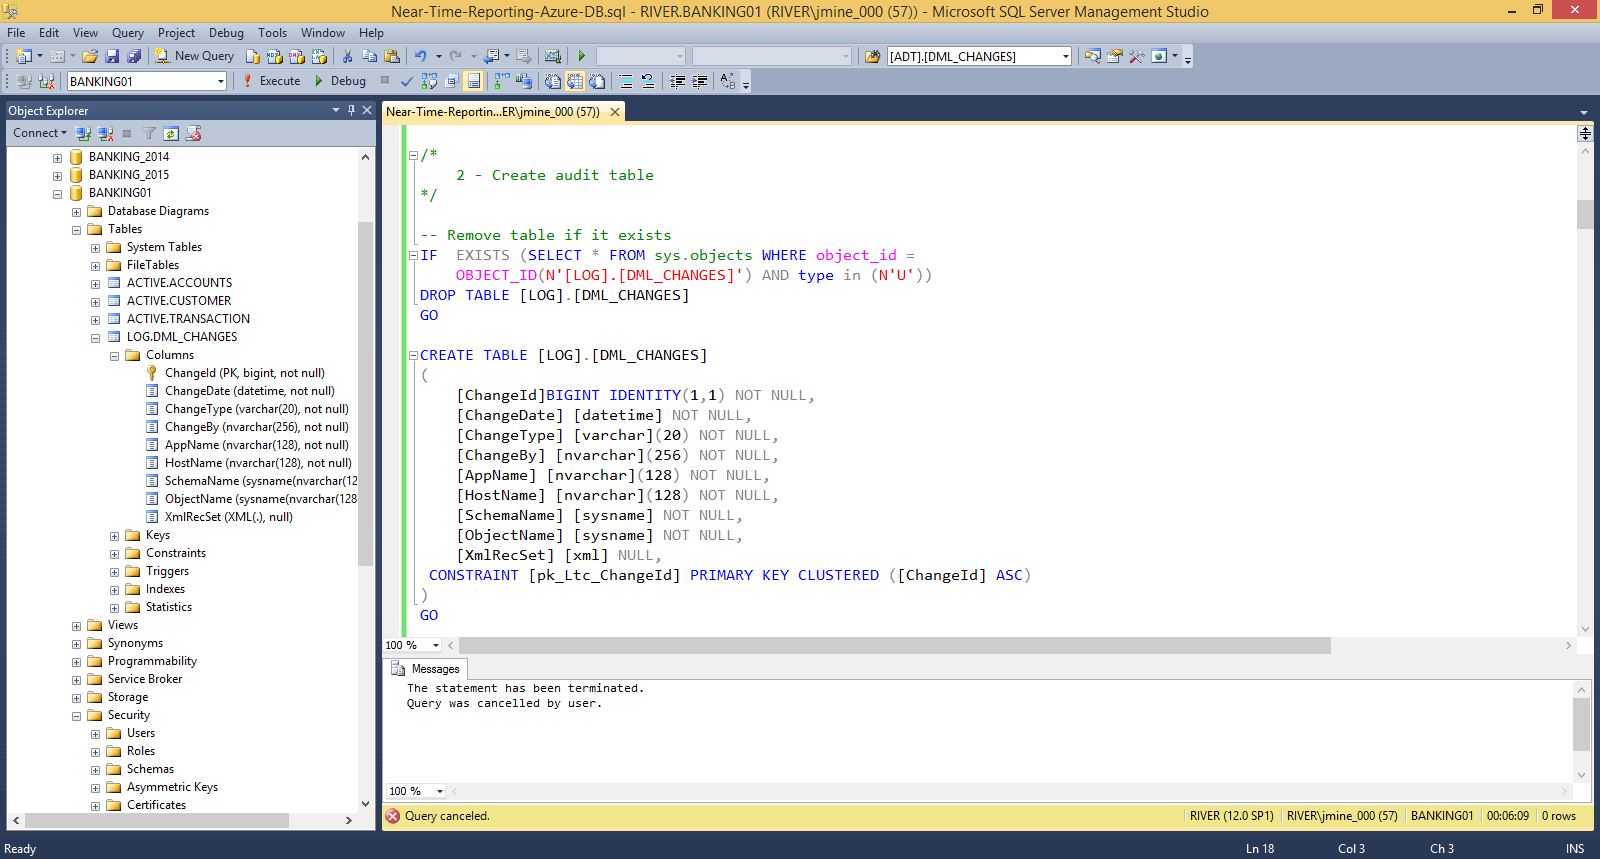 Near-Time-Reporting-Azure-DB.sql - RIVER.BANKING01 (RIVER\jmine_000 (57)) - Microsoft SQL Server Management Studio
File Edit View Query Project Debug Tools Window Help
New Query [ADT].[DML_CHANGES]
BANKING01 Execute Debug
Object Explorer
Connect
BANKING_2014
BANKING_2015
BANKING01
Database Diagrams
Tables
System Tables
FileTables
ACTIVE.ACCOUNTS
ACTIVE.CUSTOMER
ACTIVE.TRANSACTION
LOG.DML_CHANGES
Columns
ChangeId (PK, bigint, not null)
ChangeDate (datetime, not null)
ChangeType (varchar(20), not null)
ChangeBy (nvarchar(256), not null)
AppName (nvarchar(128), not null)
HostName (nvarchar(128), not null)
SchemaName (sysname(nvarchar(12
ObjectName (sysname(nvarchar(128
XmlRecSet (XML(.), null)
Keys
Constraints
Triggers
Indexes
Statistics
Views
Synonyms
Programmability
Service Broker
Storage
Security
Users
Roles
Schemas
Asymmetric Keys
Certificates
Near-Time-Reportin...ER\jmine_000 (57))
/*
2 - Create audit table
*/
-- Remove table if it exists
IF  EXISTS (SELECT * FROM sys.objects WHERE object_id =
OBJECT_ID(N'[LOG].[DML_CHANGES]') AND type in (N'U'))
DROP TABLE [LOG].[DML_CHANGES]
GO
CREATE TABLE [LOG].[DML_CHANGES]
(
[ChangeId]BIGINT IDENTITY(1,1) NOT NULL,
[ChangeDate] [datetime] NOT NULL,
[ChangeType] [varchar](20) NOT NULL,
[ChangeBy] [nvarchar](256) NOT NULL,
[AppName] [nvarchar](128) NOT NULL,
[HostName] [nvarchar](128) NOT NULL,
[SchemaName] [sysname] NOT NULL,
[ObjectName] [sysname] NOT NULL,
[XmlRecSet] [xml] NULL,
CONSTRAINT [pk_Ltc_ChangeId] PRIMARY KEY CLUSTERED ([ChangeId] ASC)
)
GO
100 %
Messages
The statement has been terminated.
Query was cancelled by user.
100 %
Query canceled. RIVER (12.0 SP1) RIVER\jmine_000 (57) BANKING01 00:06:09 0 rows
Ready Ln 18 Col 3 Ch 3 INS